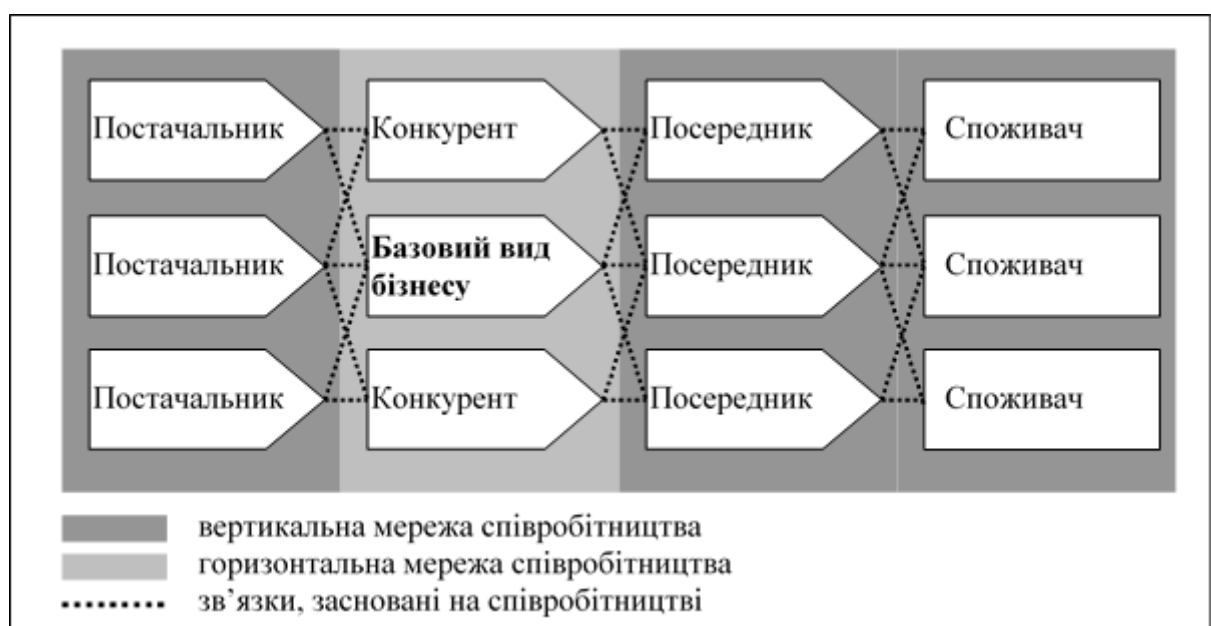 Постачальник
Конкурент
Посередник
Споживач
Постачальник
Базовий вид
бізнесу
Посередник
Споживач
Постачальник
Конкурент
Посередник
Споживач
вертикальна мережа співробітництва
горизонтальна мережа співробітництва
зв’язки, засновані на співробітництві